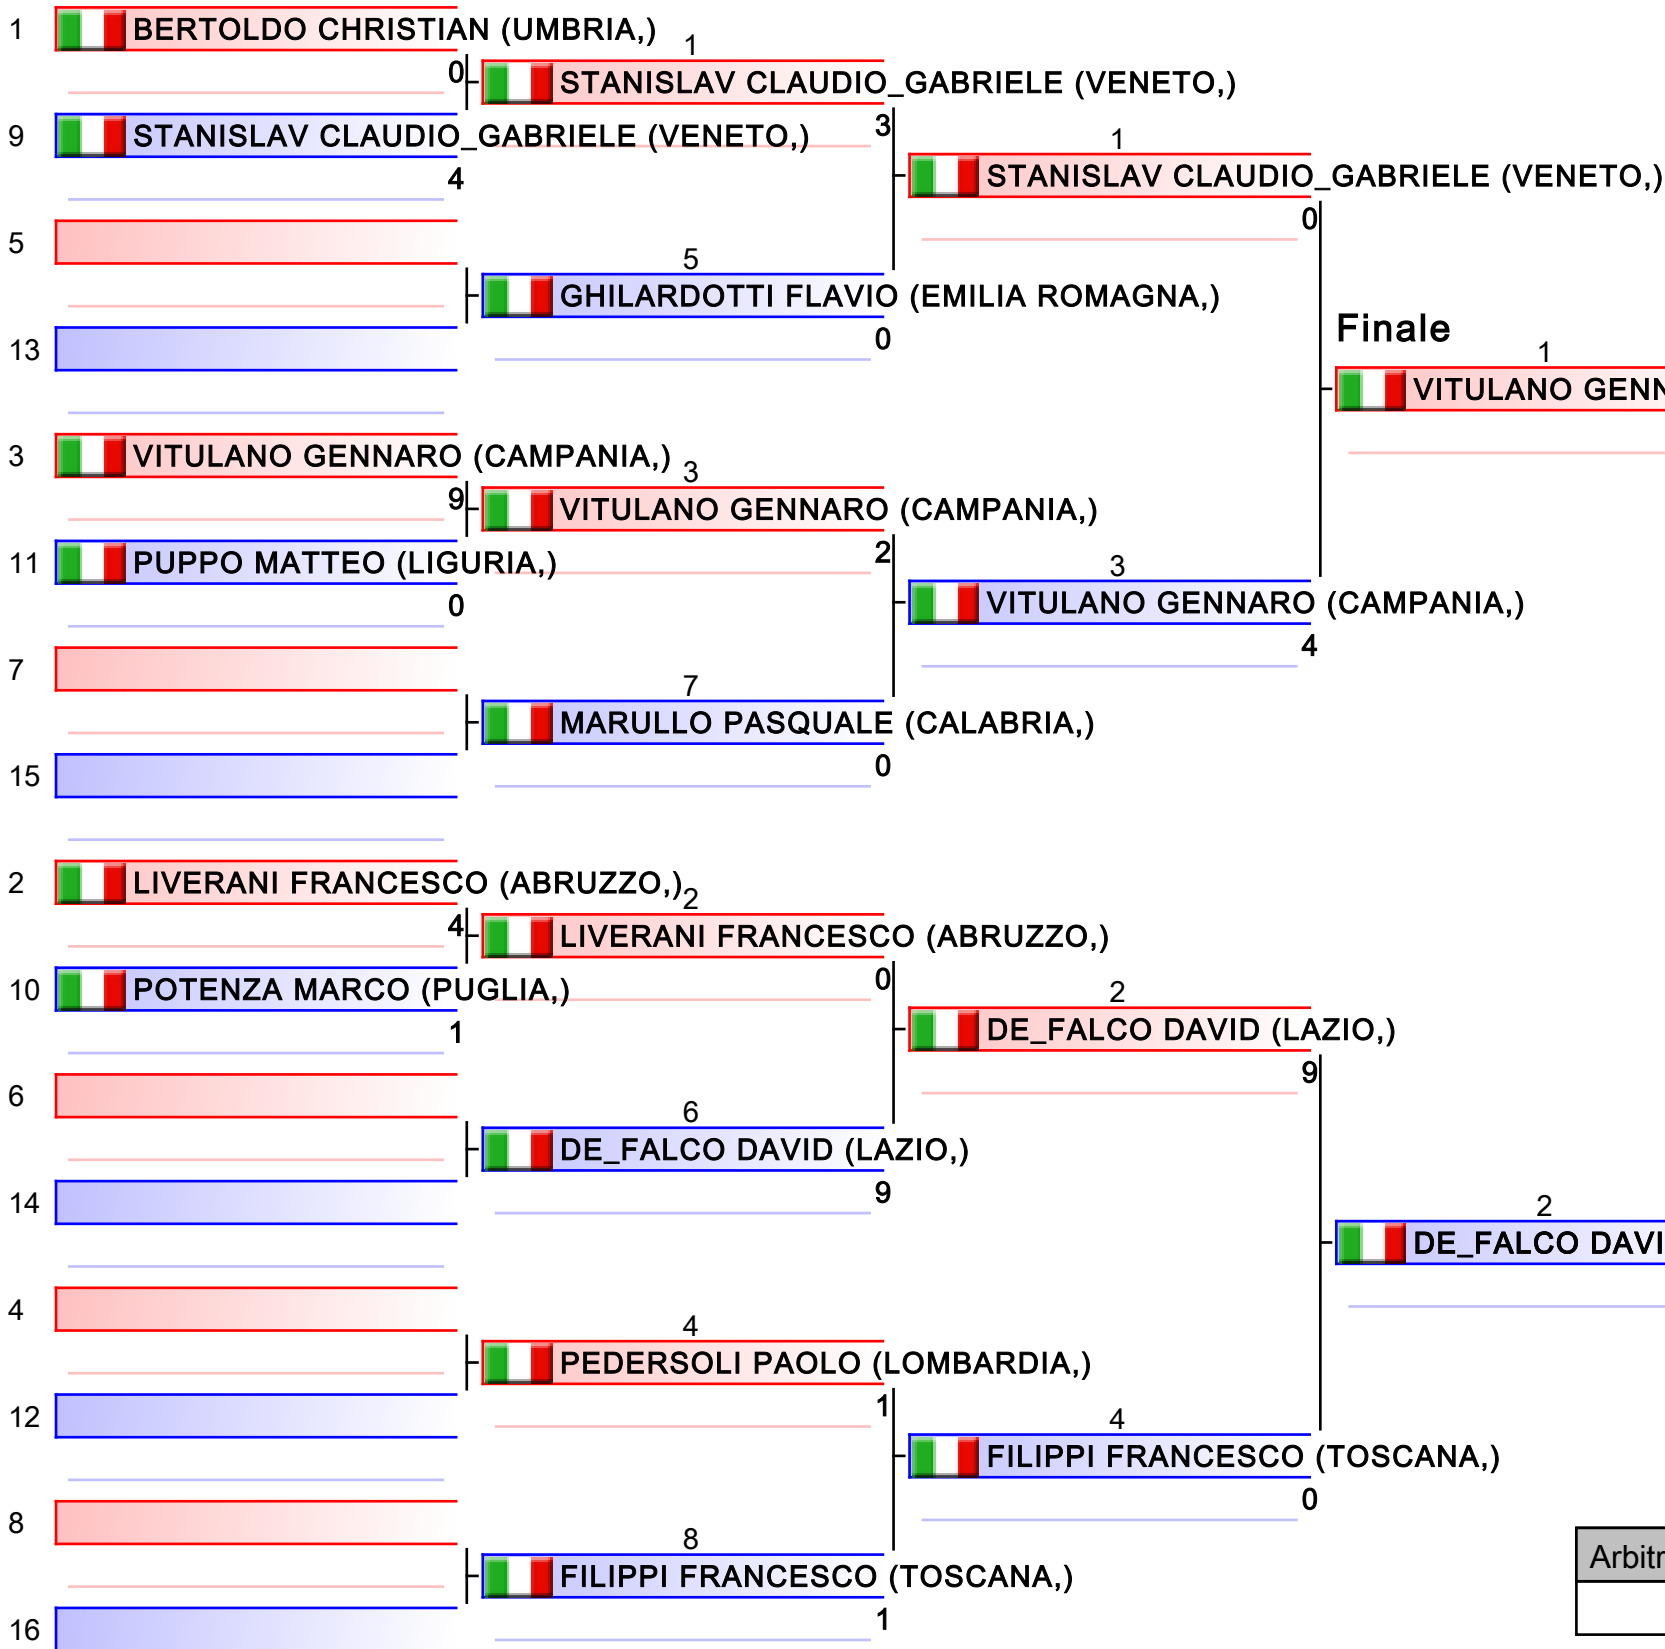 1 BERTOLDO CHRISTIAN (UMBRIA,)
0
1
STANISLAV CLAUDIO_GABRIELE (VENETO,)
3
9 STANISLAV CLAUDIO_GABRIELE (VENETO,)
4
1
STANISLAV CLAUDIO_GABRIELE (VENETO,)
0
5
5
GHILARDOTTI FLAVIO (EMILIA ROMAGNA,)
0
13
Finale
1
VITULANO GENN
3 VITULANO GENNARO (CAMPANIA,)
9
3
VITULANO GENNARO (CAMPANIA,)
2
11 PUPPO MATTEO (LIGURIA,)
0
3
VITULANO GENNARO (CAMPANIA,)
4
7
7
MARULLO PASQUALE (CALABRIA,)
0
15
2 LIVERANI FRANCESCO (ABRUZZO,)
4
2
LIVERANI FRANCESCO (ABRUZZO,)
0
10 POTENZA MARCO (PUGLIA,)
1
2
DE_FALCO DAVID (LAZIO,)
9
6
6
DE_FALCO DAVID (LAZIO,)
9
14
2
DE_FALCO DAVI
4
4
PEDERSOLI PAOLO (LOMBARDIA,)
1
12
4
FILIPPI FRANCESCO (TOSCANA,)
0
8
8
FILIPPI FRANCESCO (TOSCANA,)
1
16
Arbitr